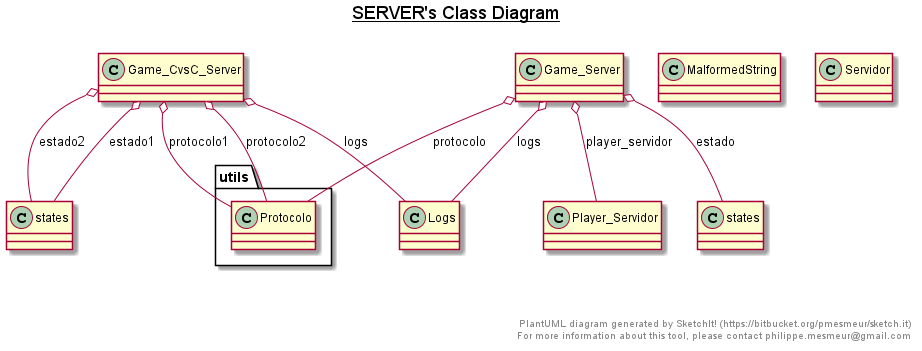 SERVER's Class Diagram
C Game_CvsC_Server
C Game_Server
C MalformedString
C Servidor
estado2
estado1
protocolo1
protocolo2
logs
protocolo
logs
player_servidor
estado
utils
C states
C Protocolo
C Logs
C Player_Servidor
C states
PlantUML diagram generated by SketchIt! (https://bitbucket.org/pmesmeur/sketch.it)
For more information about this tool, please contact philippe.mesmeur@gmail.com